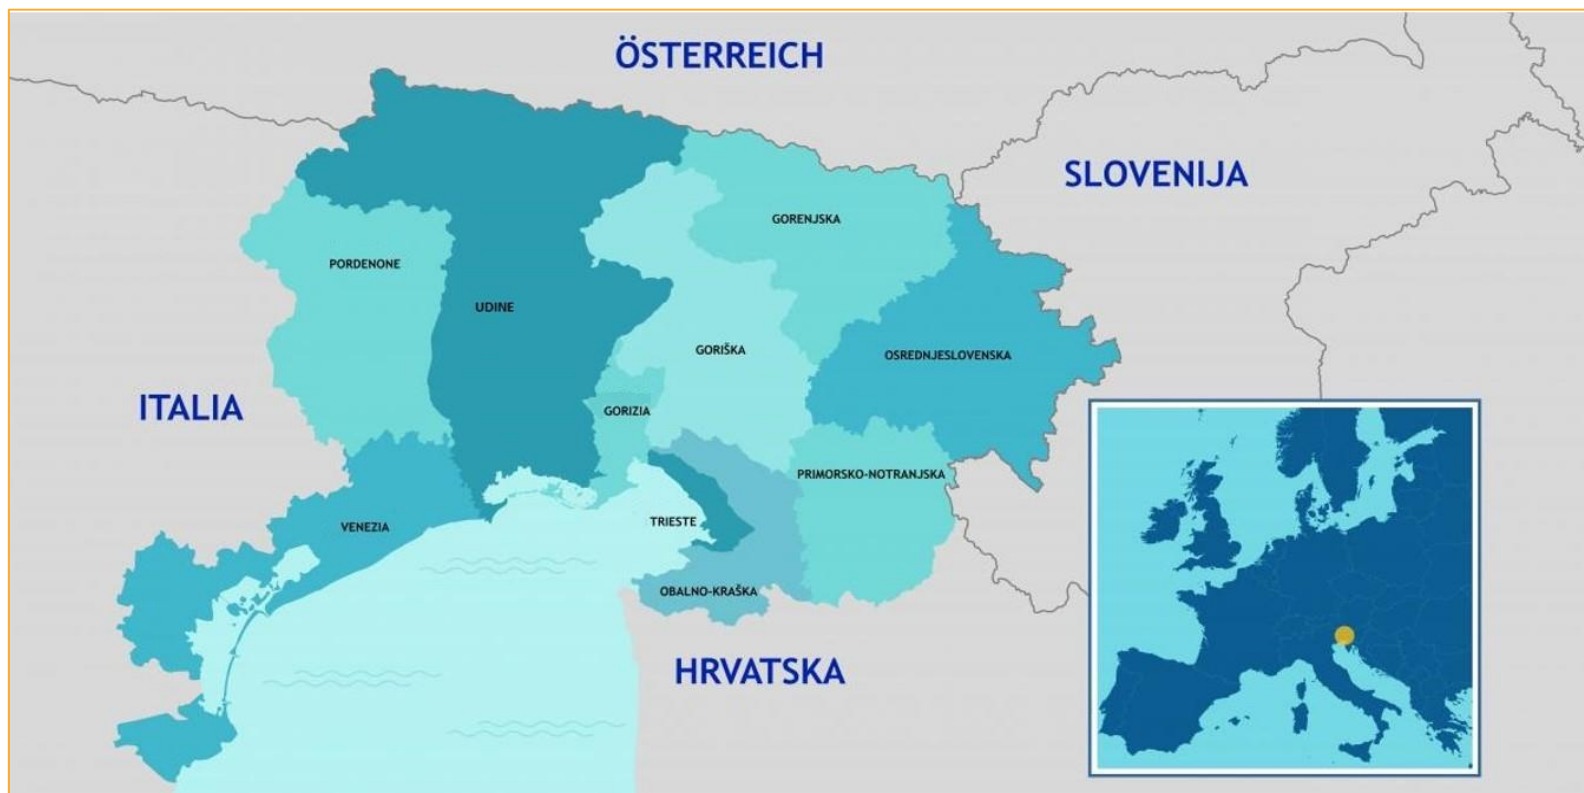 ÖSTERREICH
SLOVENIJA
GORENJSKA
PORDENONE
UDINE
GORIŠKA
OSREDNJESLOVENSKA
ITALIA
GORIZIA
PRIMORSKO-NOTRANJSKA
VENEZIA
TRIESTE
OBALNO-KRAŠKA
HRVATSKA